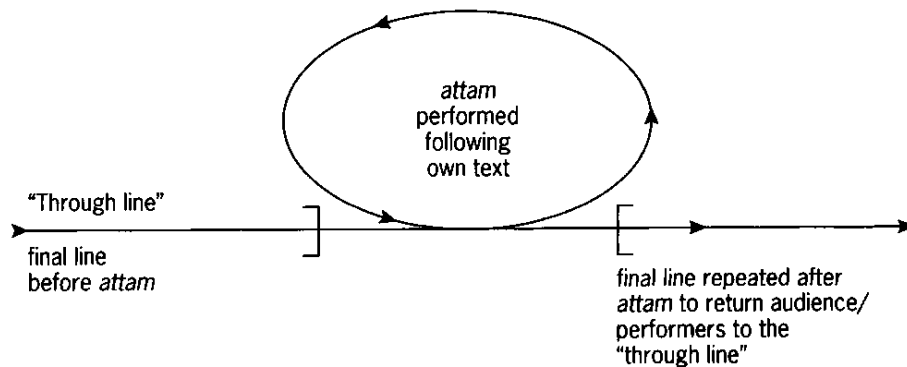 attam
performed
following
own text
“Through line”
final line
before attam
final line repeated after
attam to return audience/
performers to the
“through line”